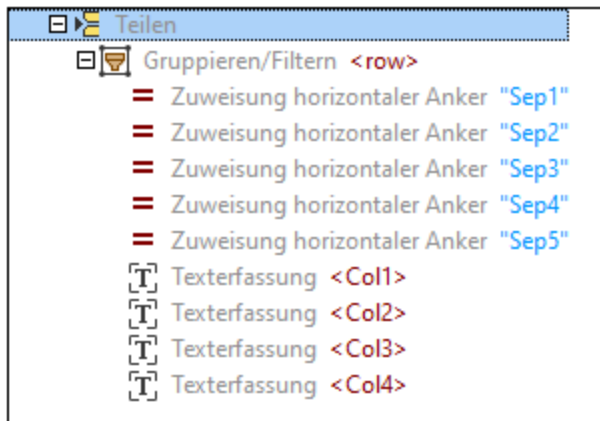 Teilen
Gruppieren/Filtern <row>
Zuweisung horizontaler Anker "Sep1"
Zuweisung horizontaler Anker "Sep2"
Zuweisung horizontaler Anker "Sep3"
Zuweisung horizontaler Anker "Sep4"
Zuweisung horizontaler Anker "Sep5"
Texterfassung <Col1>
Texterfassung <Col2>
Texterfassung <Col3>
Texterfassung <Col4>